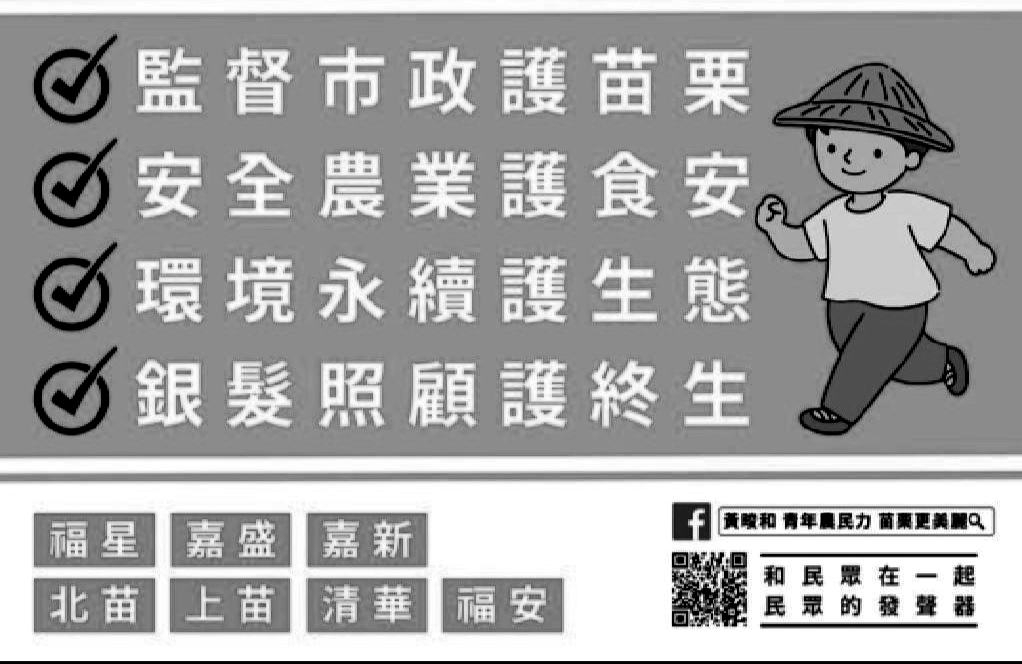 監督市政護苗栗
安全農業護食安
環境永續護生態
銀髮照顧護終生
福星 嘉盛 嘉新
北苗 上苗 清華 福安
f 黃晙和 青年農民力 苗栗更美麗
和民眾在一起
民眾的發聲器